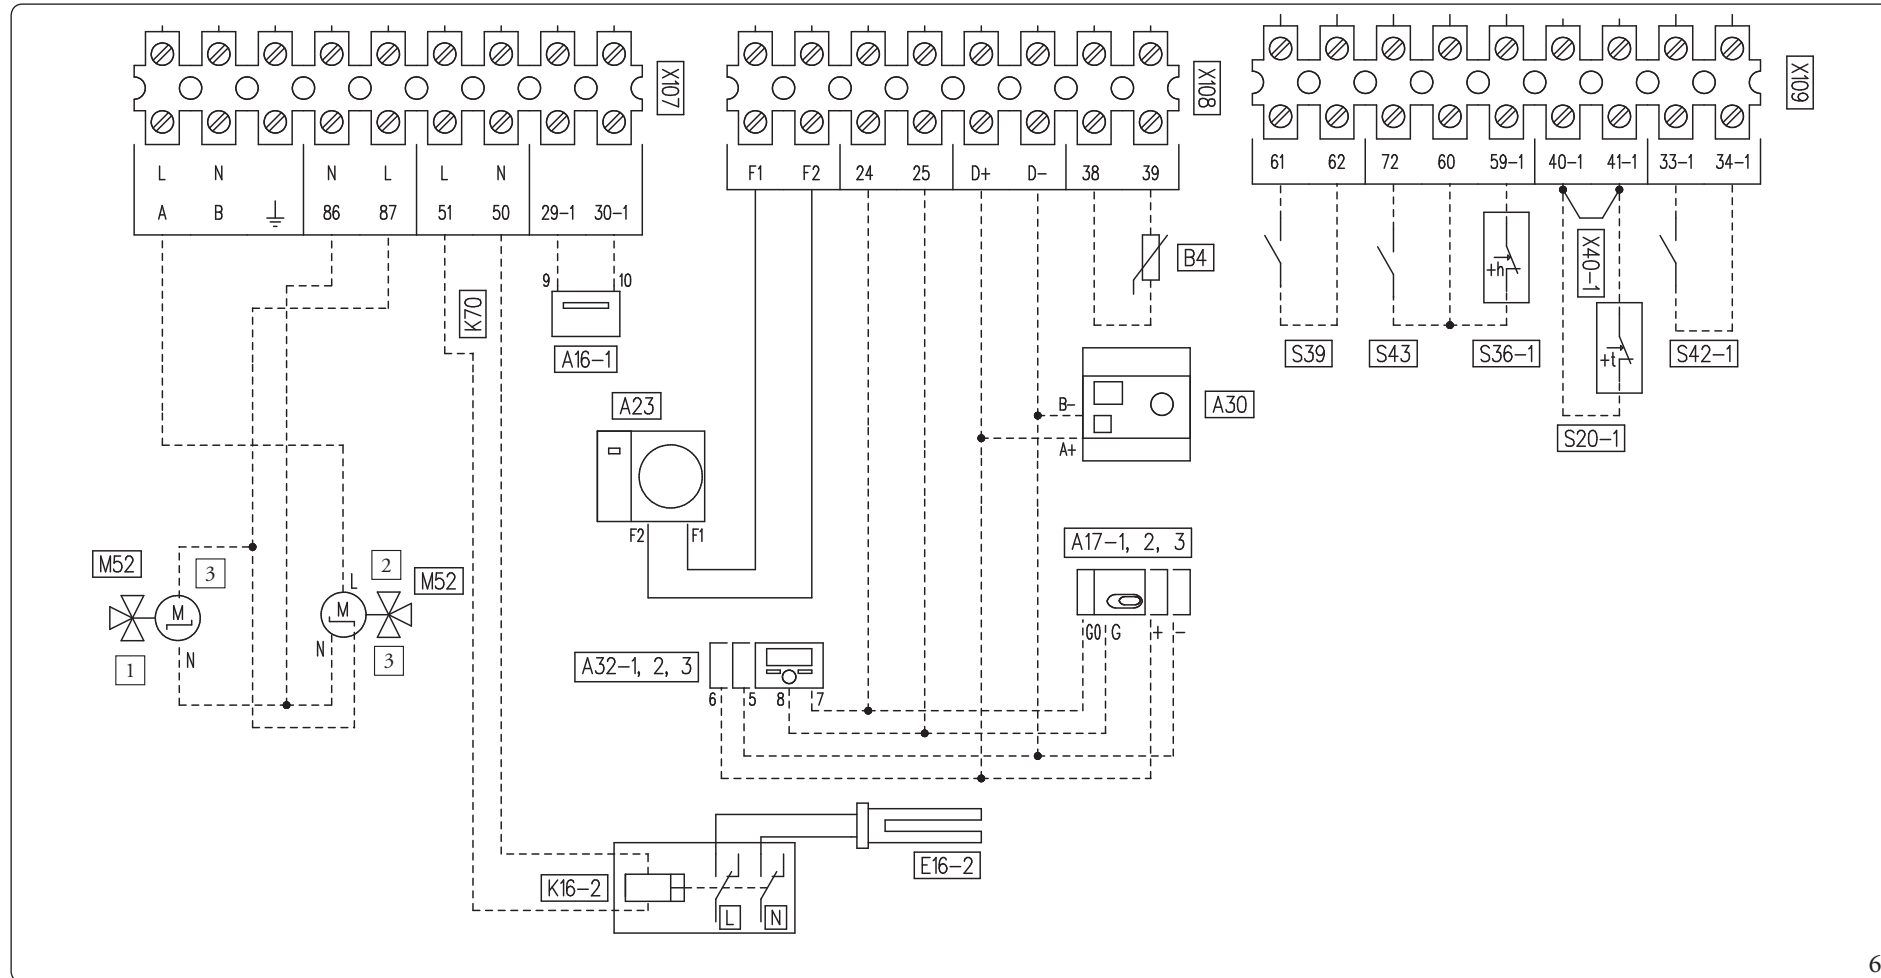 X107
L N N L L N
A B 86 87 51 50 29-1 30-1
X108
F1 F2 24 25 D+ D- 38 39
X109
61 62 72 60 59-1 40-1 41-1 33-1 34-1
K70
9 10
A16-1
B4
+h
X40-1
S39
S43
S36-1
+t
S42-1
S20-1
A23
F2 F1
B-
A+
A30
M52
3
M
N
1
2
L
M52
M
N
3
A17-1, 2, 3
G0 G + -
A32-1, 2, 3
6 5 8 7
E16-2
K16-2
L N
6